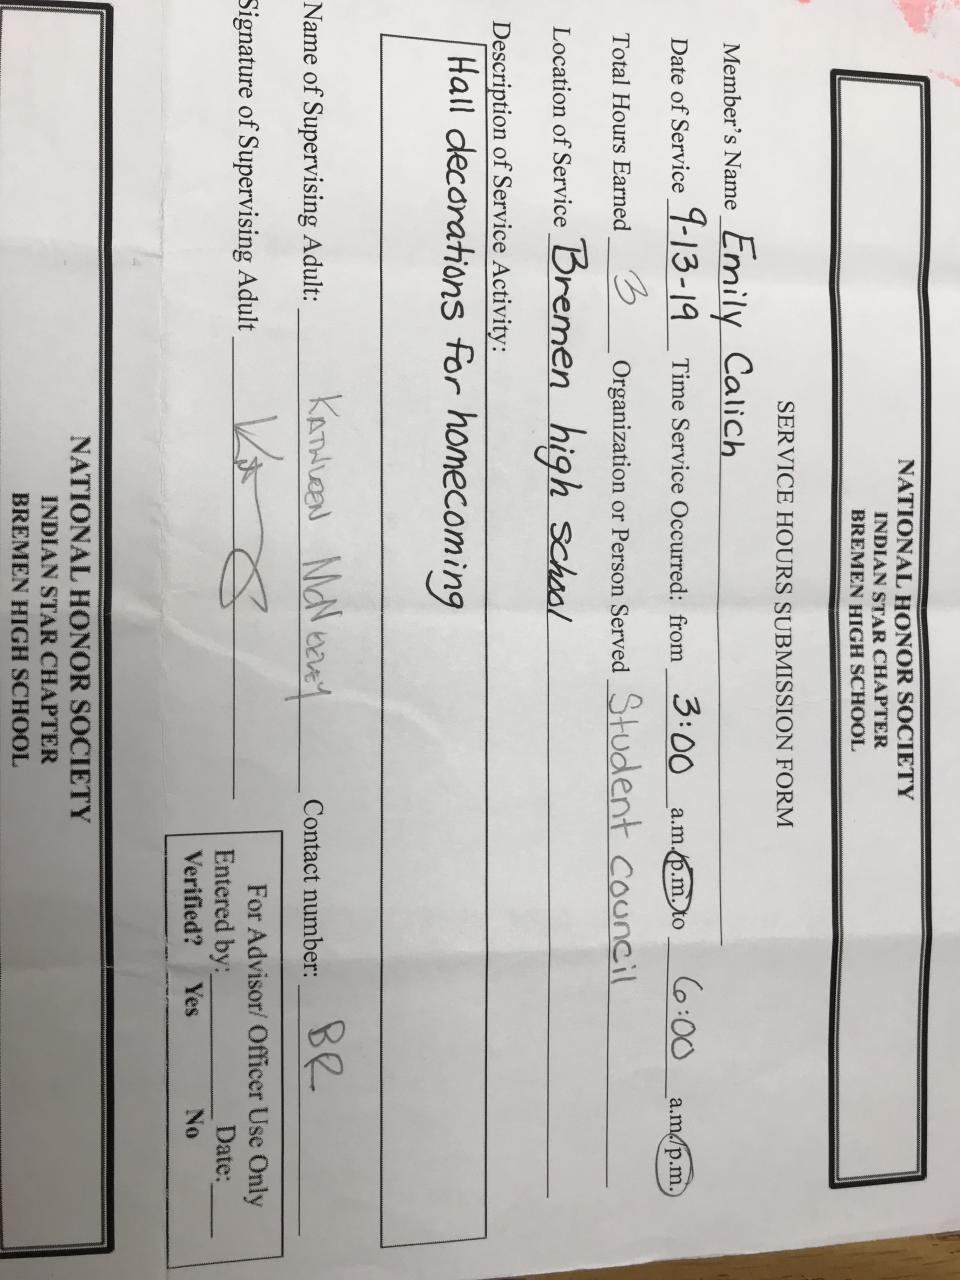 NATIONAL HONOR SOCIETY
INDIAN STAR CHAPTER
BREMEN HIGH SCHOOL
SERVICE HOURS SUBMISSION FORM
Member's Name Emily Calich
Date of Service 9-13-19 Time Service Occurred: from 3:00 a.m./p.m. to 6:00 a.m./p.m.
Total Hours Earned 3 Organization or Person Served Student council
Location of Service Bremen high school
Description of Service Activity:
Hall decorations for homecoming
Name of Supervising Adult: KATHLEEN Contact number: BR
Signature of Supervising Adult
For Advisor/ Officer Use Only
Entered by: Date:
Verified? Yes No
NATIONAL HONOR SOCIETY
INDIAN STAR CHAPTER
BREMEN HIGH SCHOOL